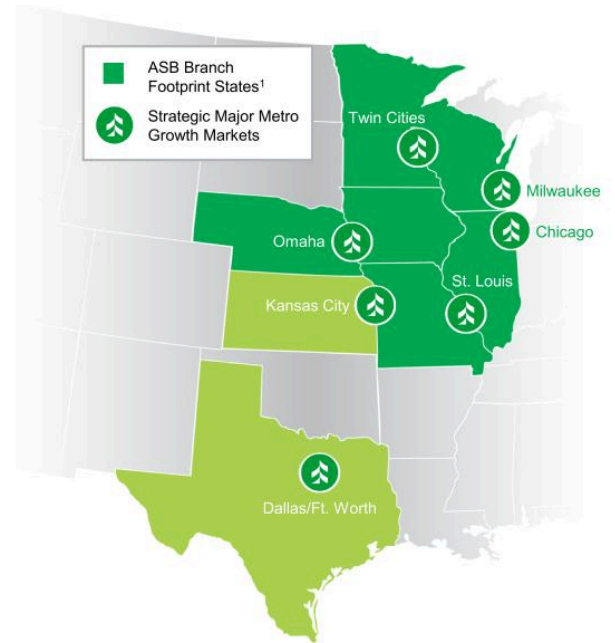 ASB Branch
Footprint States¹
Strategic Major Metro
Growth Markets
Twin Cities
Milwaukee
Chicago
Omaha
St. Louis
Kansas City
Dallas/Ft. Worth